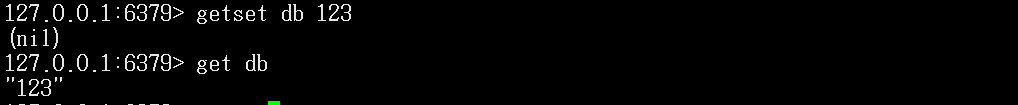 127.0.0.1:6379> getset db 123
(nil)
127.0.0.1:6379> get db
"123"